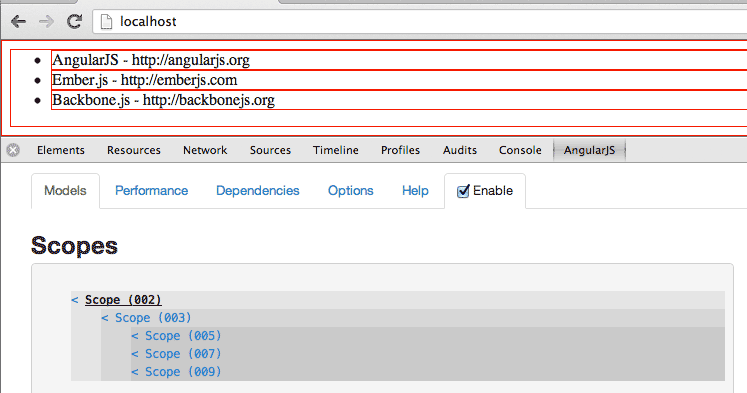 localhost
AngularJS - http://angularjs.org
Ember.js - http://emberjs.com
Backbone.js - http://backbonejs.org
Elements Resources Network Sources Timeline Profiles Audits Console AngularJS
Models Performance Dependencies Options Help Enable
Scopes
< Scope (002)
< Scope (003)
< Scope (005)
< Scope (007)
< Scope (009)